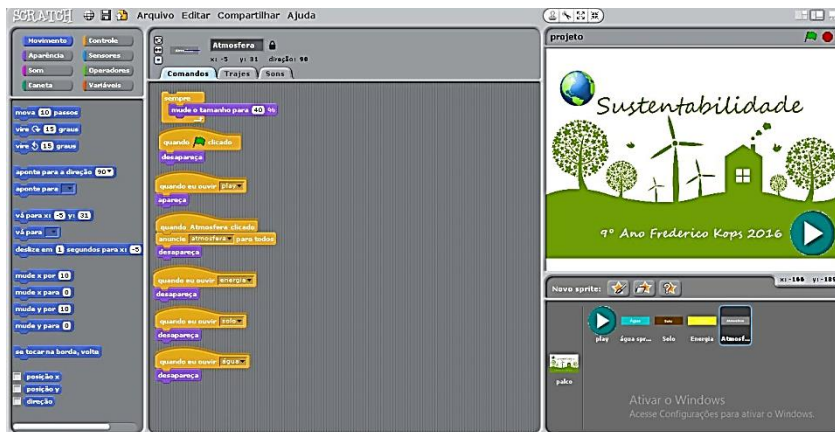 SCRATCH Arquivo Editar Compartilhar Ajuda
Movimento Controle
Aparência Sensores
Som Operadores
Caneta Variáveis
mova 10 passos
vire 15 graus
vire 15 graus
aponte para a direção 90
aponte para
vá para x: -5 y: 31
vá para
deslize em 1 segundos para x: -5
mude x por 10
mude x para 0
mude y por 10
mude y para 0
se tocar na borda, volte
posição x
posição y
direção
Atmosfera
x: -5 y: 31 direção: 90
Comandos Trajes Sons
sempre
mude o tamanho para 40 %
quando clicado
desapareça
quando eu ouvir play
apareça
quando Atmosfera clicado
anuncie atmosfera para todos
desapareça
quando eu ouvir energia
desapareça
quando eu ouvir solo
desapareça
quando eu ouvir água
desapareça
projeto
Sustentabilidade
9º Ano Frederico Kops 2016
Novo sprite:
play água spr... Solo Energia Atmosf...
palco
Ativar o Windows
Acesse Configurações para ativar o Windows.